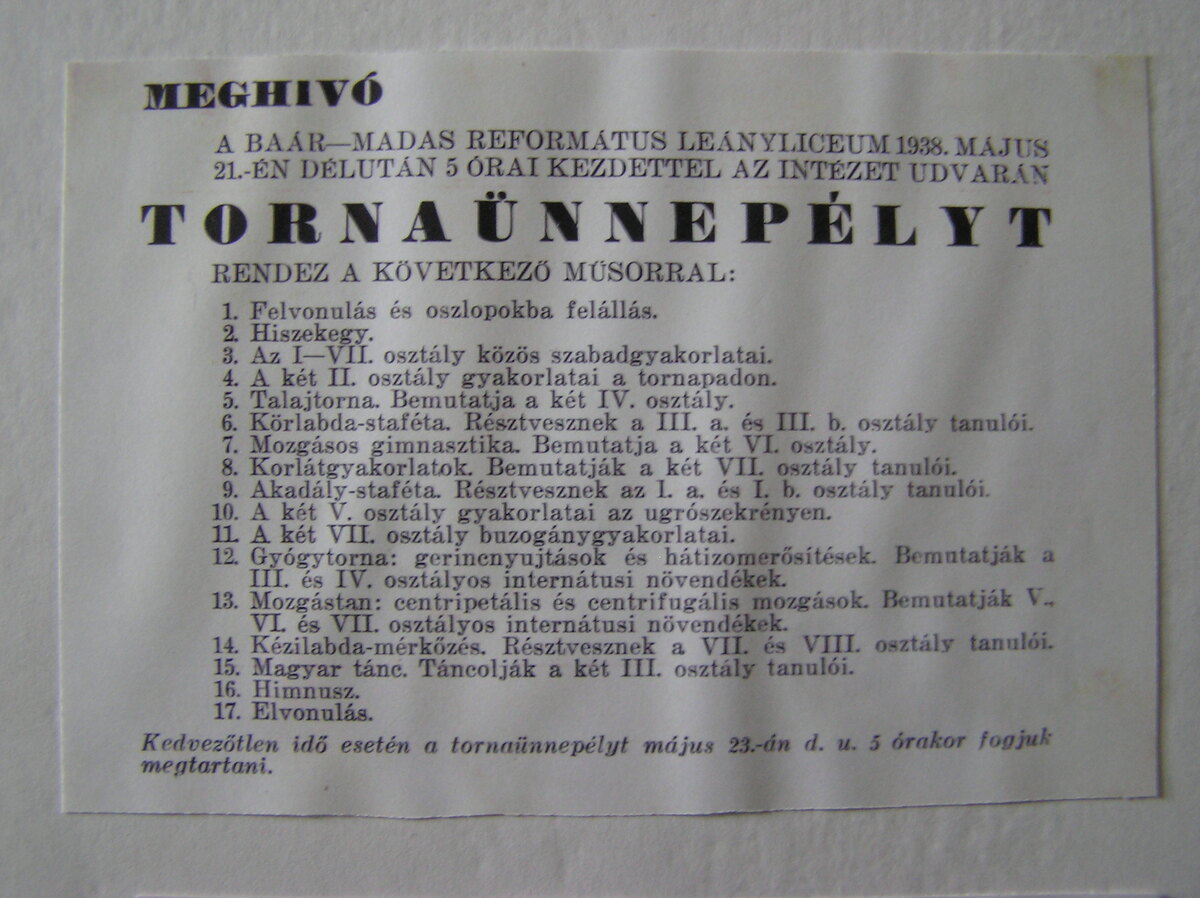 MEGHIVÓ
A BAÁR—MADAS REFORMÁTUS LEÁNYLICEUM 1938. MÁJUS
21.-ÉN DÉLUTÁN 5 ÓRAI KEZDETTEL AZ INTÉZET UDVARÁN
TORNAÜNNEPÉLYT
RENDEZ A KÖVETKEZŐ MŰSORRAL:
1. Felvonulás és oszlopokba felállás.
2. Hiszekegy.
3. Az I—VII. osztály közös szabadgyakorlatai.
4. A két II. osztály gyakorlatai a tornapadon.
5. Talajtorna. Bemutatja a két IV. osztály.
6. Körlabda-staféta. Résztvesznek a III. a. és III. b. osztály tanulói.
7. Mozgásos gimnasztika. Bemutatja a két VI. osztály.
8. Korlátgyakorlatok. Bemutatják a két VII. osztály tanulói.
9. Akadály-staféta. Résztvesznek az I. a. és I. b. osztály tanulói.
10. A két V. osztály gyakorlatai az ugrószekrényen.
11. A két VII. osztály buzogánygyakorlatai.
12. Gyógytorna: gerincnyujtások és hátizomerősítések. Bemutatják a
III. és IV. osztályos internátusi növendékek.
13. Mozgástan: centripetális és centrifugális mozgások. Bemutatják V.,
VI. és VII. osztályos internátusi növendékek.
14. Kézilabda-mérkőzés. Résztvesznek a VII. és VIII. osztály tanulói.
15. Magyar tánc. Táncolják a két III. osztály tanulói.
16. Himnusz.
17. Elvonulás.
Kedvezőtlen idő esetén a tornaünnepélyt május 23.-án d. u. 5 órakor fogjuk
megtartani.